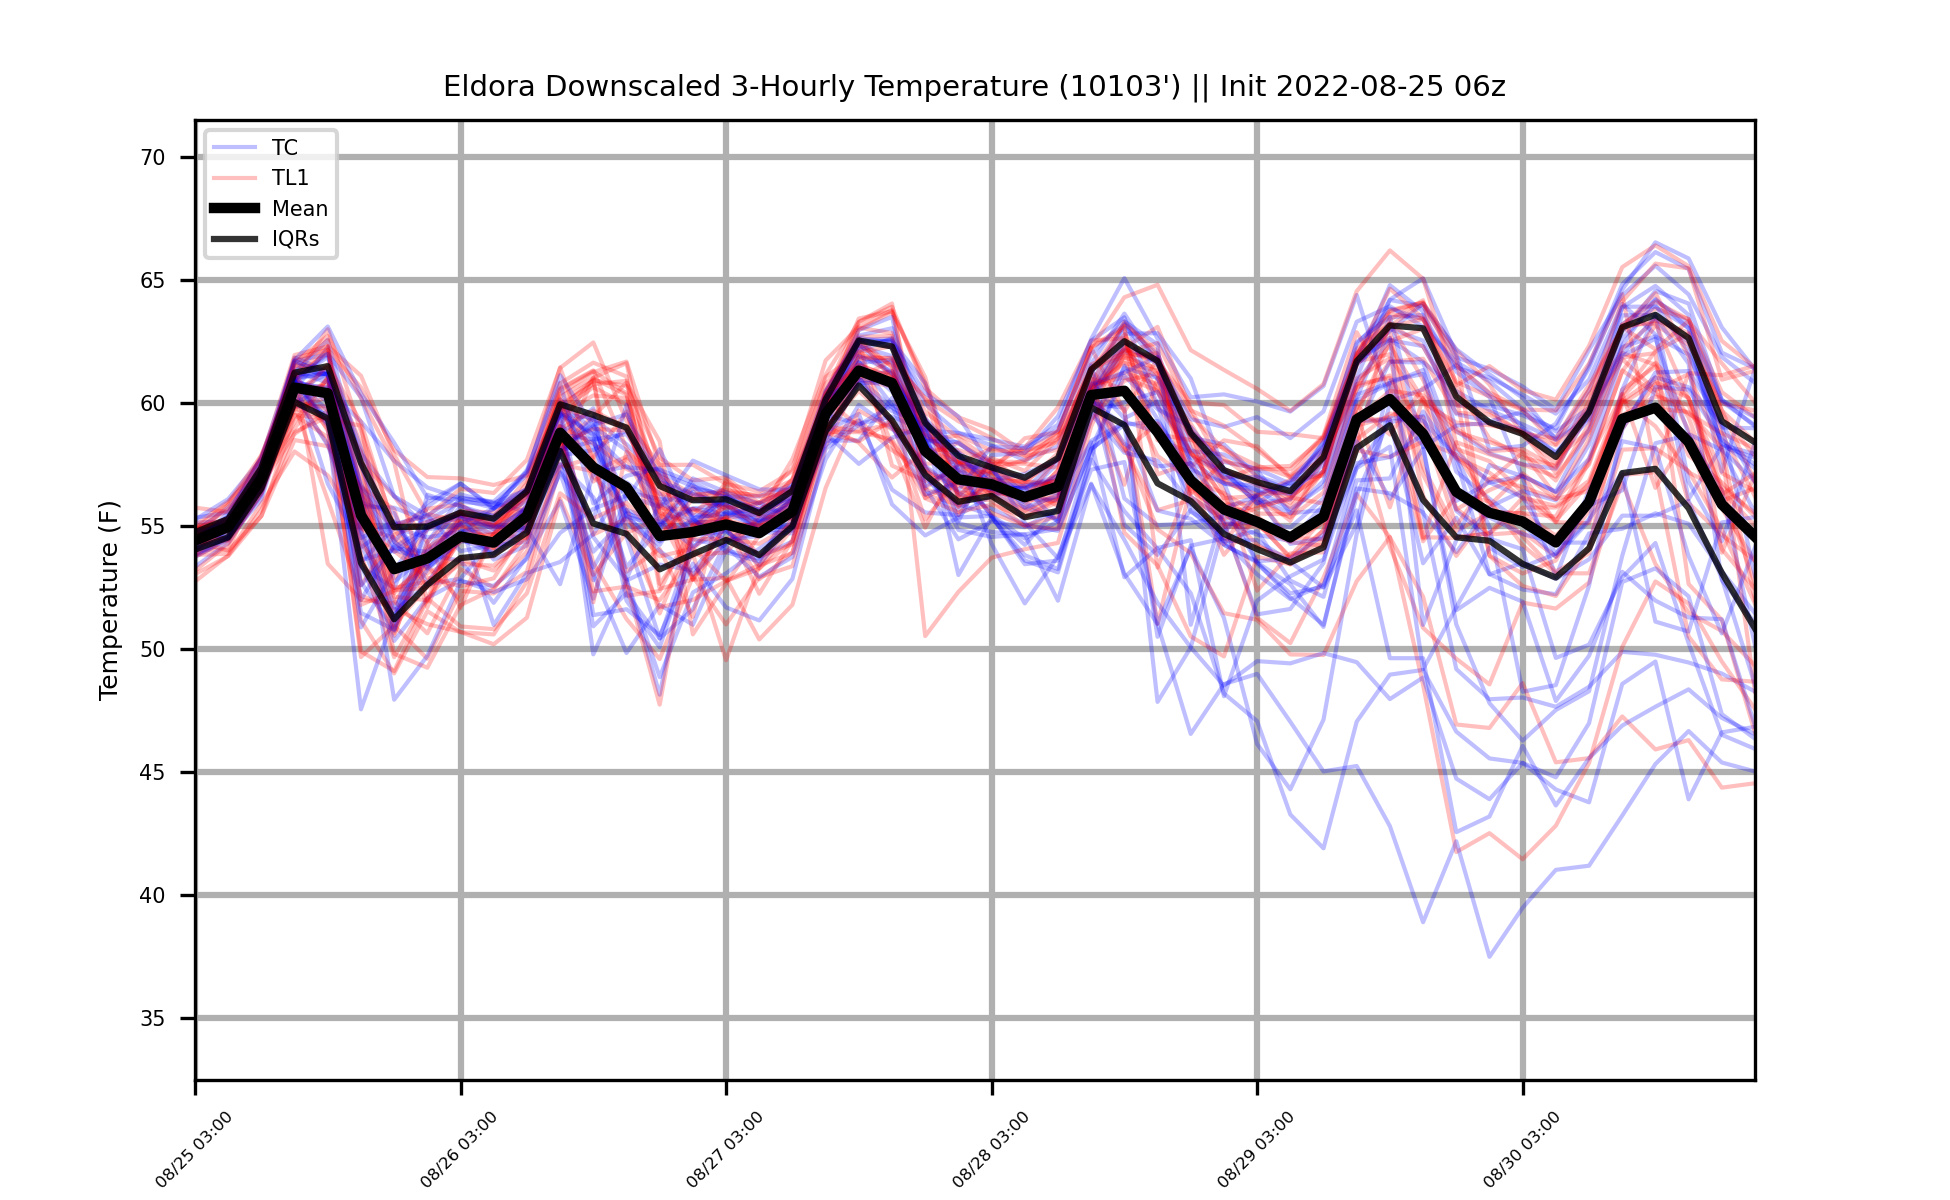 Eldora Downscaled 3-Hourly Temperature (10103') || Init 2022-08-25 06z
TC
TL1
Mean
IQRs
Temperature (F)
70
65
60
55
50
45
40
35
08/25 03:00
08/26 03:00
08/27 03:00
08/28 03:00
08/29 03:00
08/30 03:00